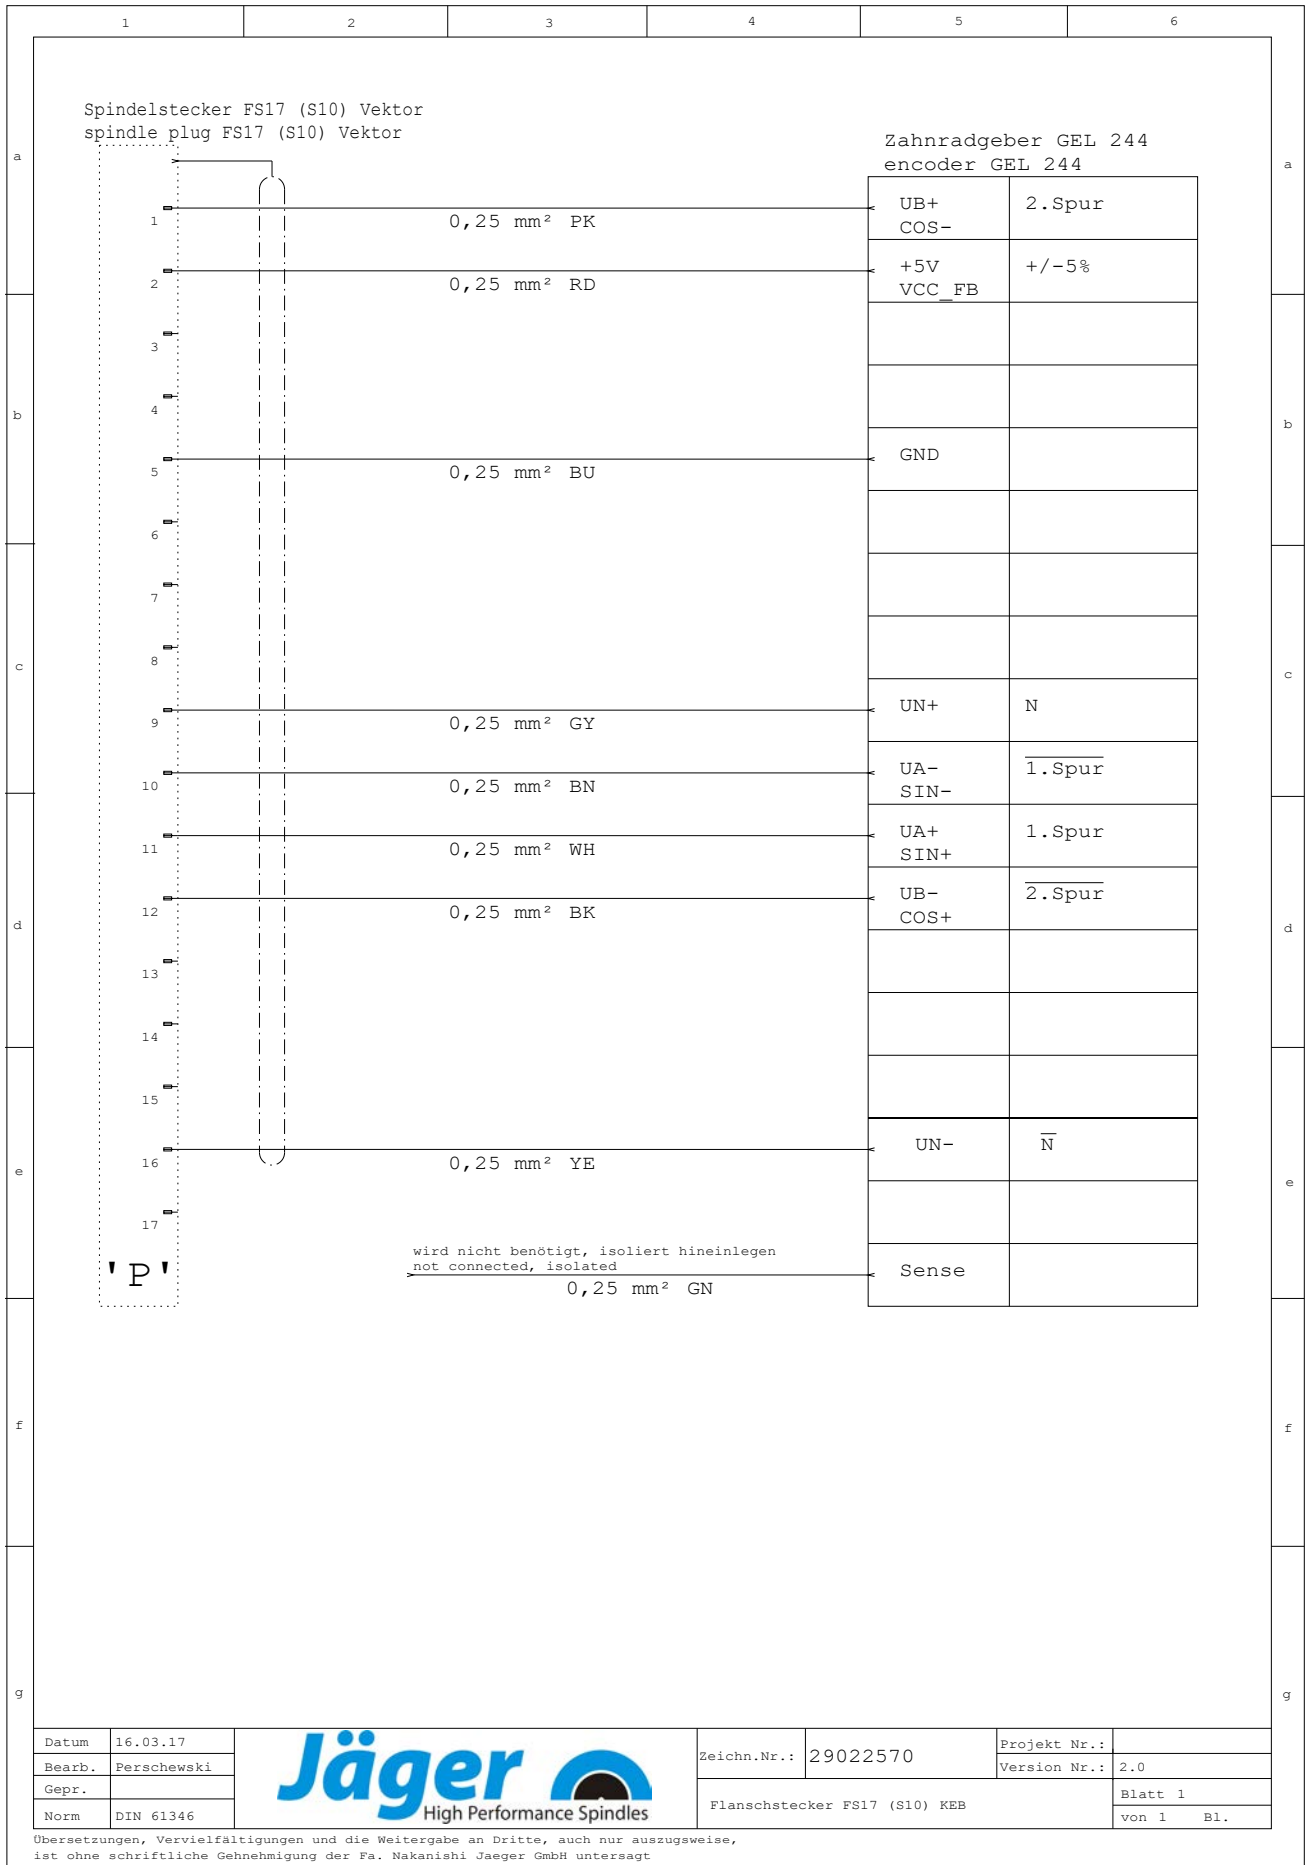 1 2 3 4 5 6
Spindelstecker FS17 (S10) Vektor
spindle plug FS17 (S10) Vektor
Zahnradgeber GEL 244
encoder GEL 244
a a
1 0,25 mm² PK UB+ 2.Spur
COS-
2 0,25 mm² RD +5V +/-5%
VCC_FB
3
4
b b
5 0,25 mm² BU GND
6
7
8
c c
9 0,25 mm² GY UN+ N
10 0,25 mm² BN UA- 1.Spur
SIN-
11 0,25 mm² WH UA+ 1.Spur
SIN+
12 0,25 mm² BK UB- 2.Spur
COS+
d d
13
14
15
16 0,25 mm² YE UN- N
e e
17
'P'
wird nicht benötigt, isoliert hineinlegen
not connected, isolated
0,25 mm² GN Sense
f f
g g
Datum 16.03.17
Bearb. Perschewski
Gepr.
Norm DIN 61346
Jäger
High Performance Spindles
Zeichn.Nr.: 29022570
Flanschstecker FS17 (S10) KEB
Projekt Nr.:
Version Nr.: 2.0
Blatt 1
von 1 Bl.
Übersetzungen, Vervielfältigungen und die Weitergabe an Dritte, auch nur auszugsweise,
ist ohne schriftliche Gehnehmigung der Fa. Nakanishi Jaeger GmbH untersagt